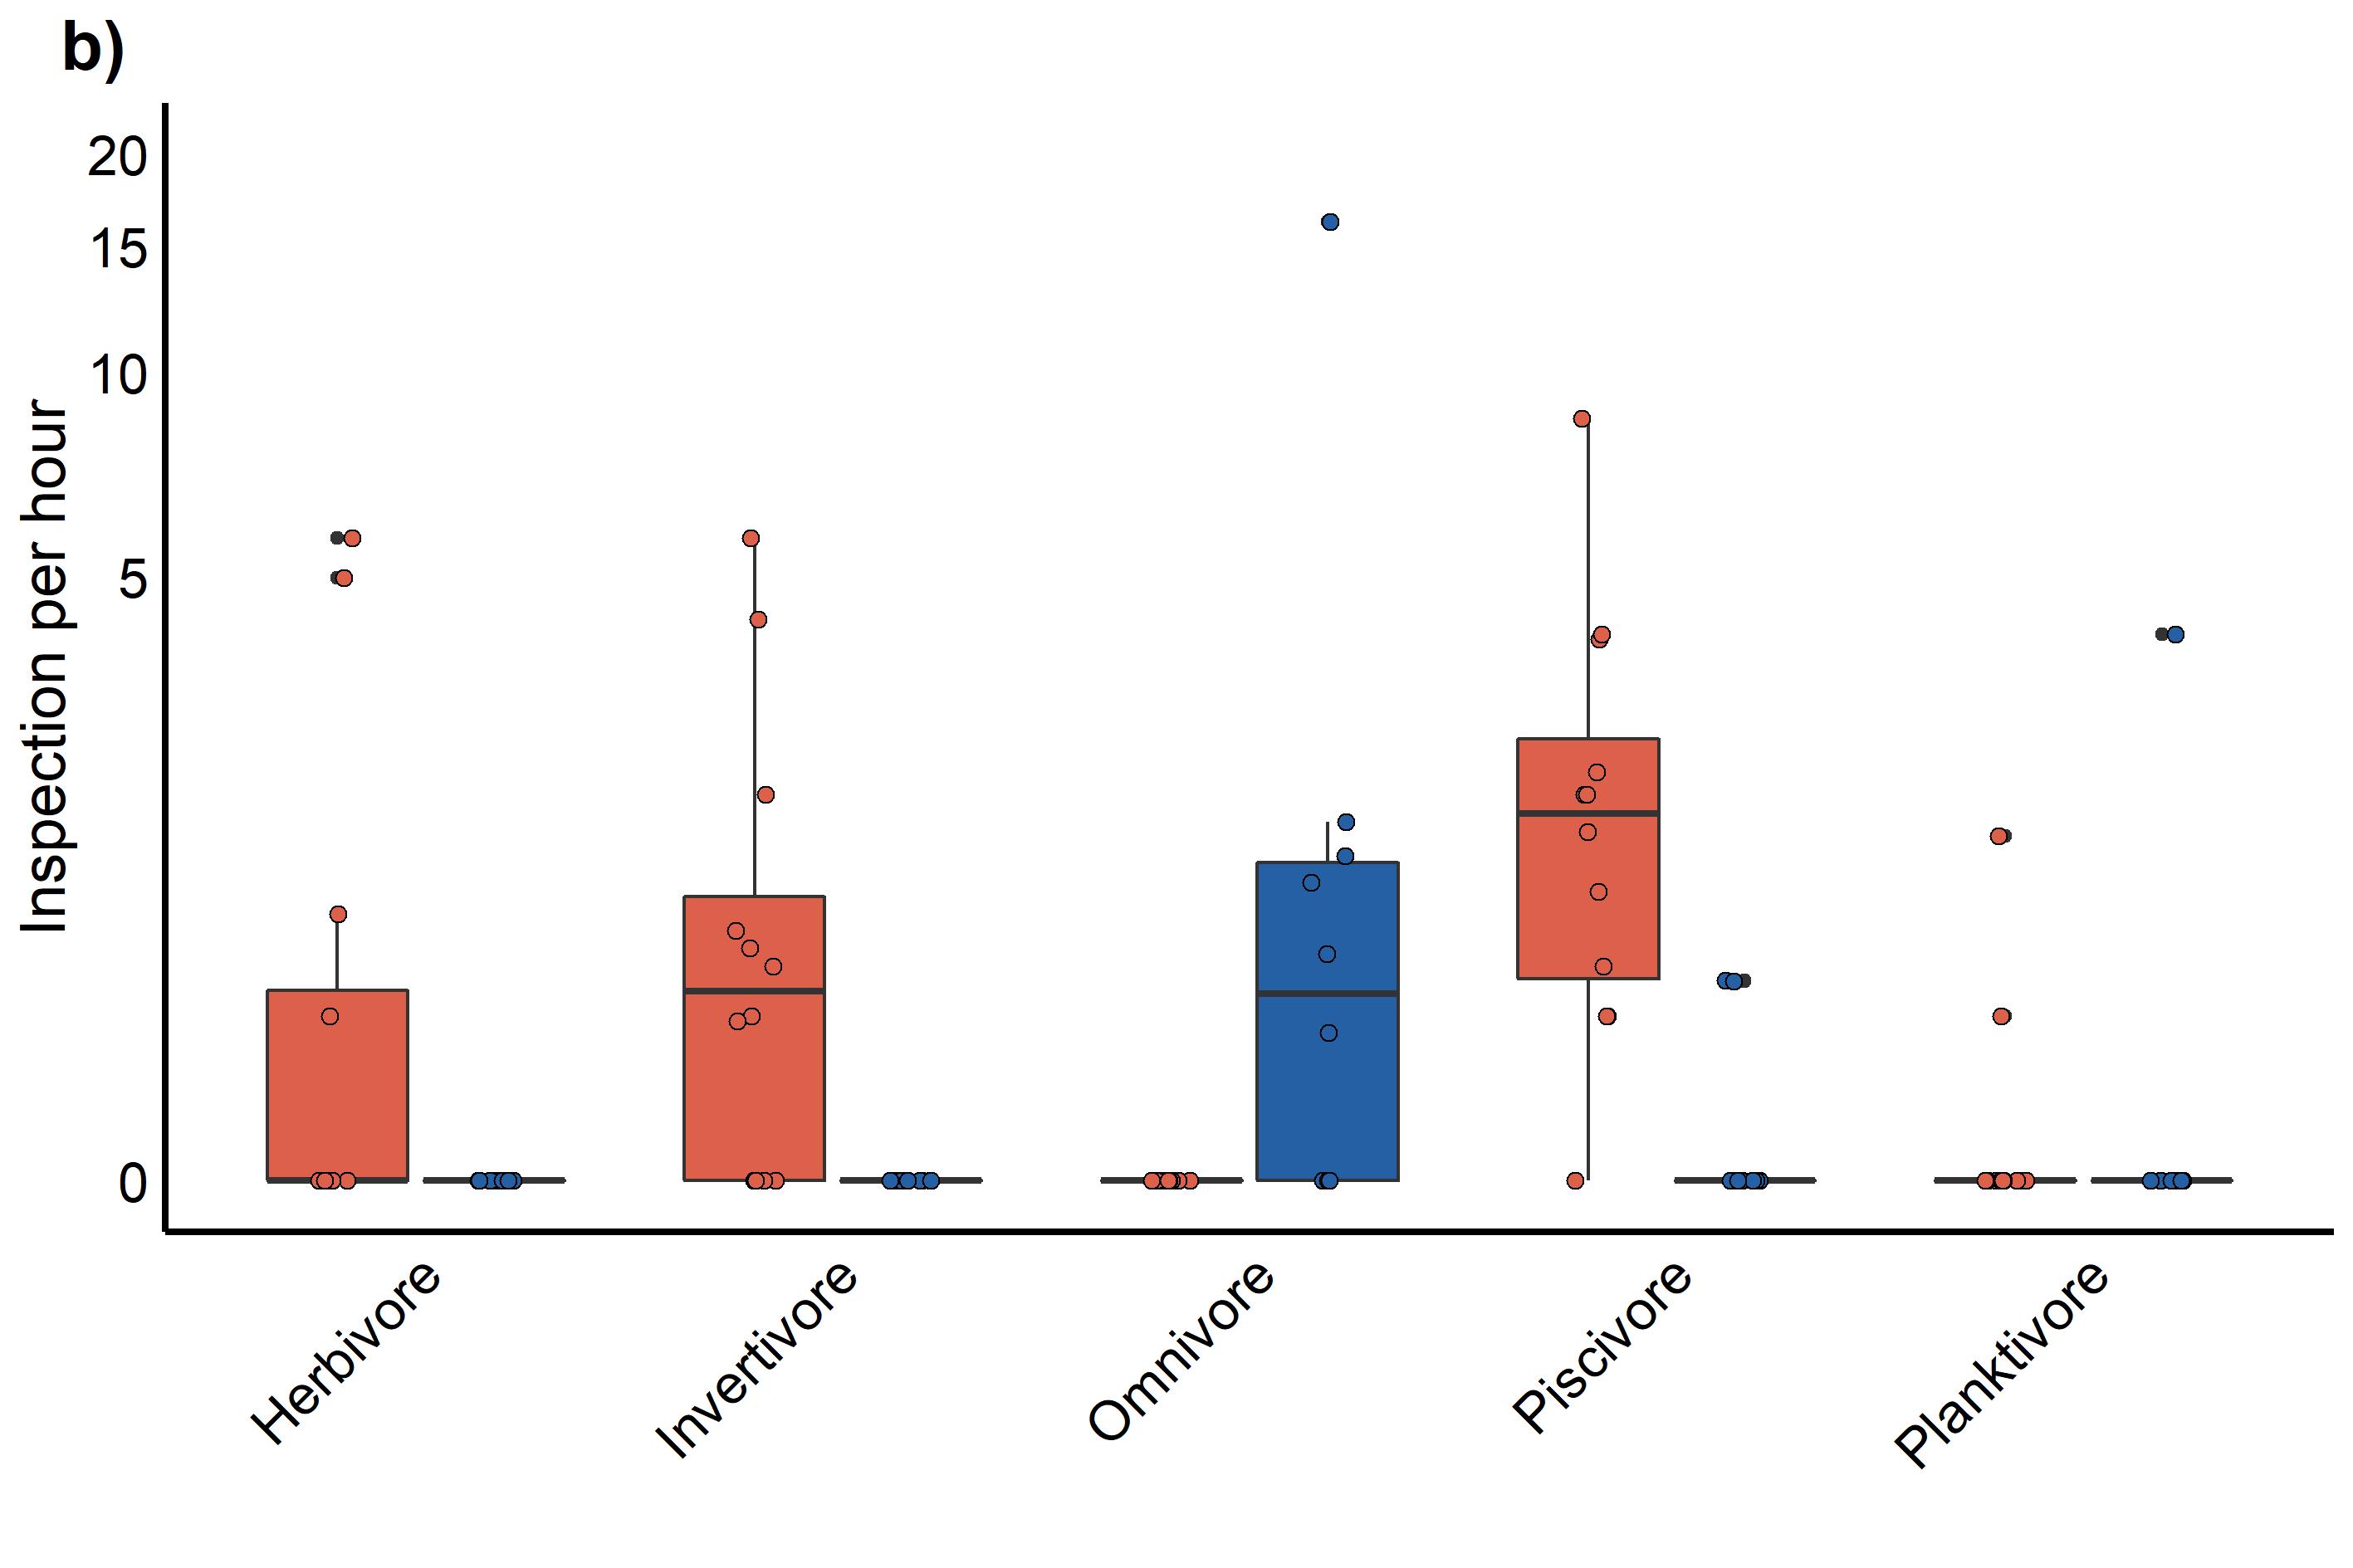 b)
Inspection per hour
20
15
10
5
0
Herbivore
Invertivore
Omnivore
Piscivore
Planktivore